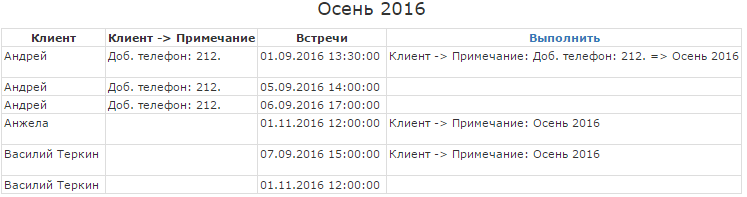 Осень 2016
Клиент Клиент -> Примечание Встречи Выполнить
Андрей Доб. телефон: 212. 01.09.2016 13:30:00 Клиент -> Примечание: Доб. телефон: 212. => Осень 2016
Андрей Доб. телефон: 212. 05.09.2016 14:00:00
Андрей Доб. телефон: 212. 06.09.2016 17:00:00
Анжела 01.11.2016 12:00:00 Клиент -> Примечание: Осень 2016
Василий Теркин 07.09.2016 15:00:00 Клиент -> Примечание: Осень 2016
Василий Теркин 01.11.2016 12:00:00